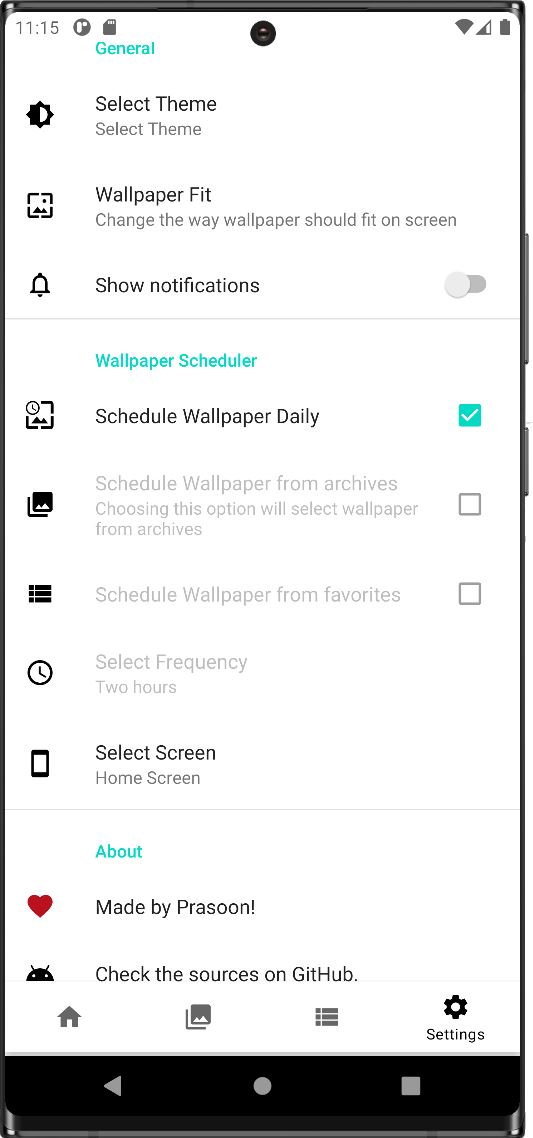 11:15
General
Select Theme
Select Theme
Wallpaper Fit
Change the way wallpaper should fit on screen
Show notifications
Wallpaper Scheduler
Schedule Wallpaper Daily
Schedule Wallpaper from archives
Choosing this option will select wallpaper
from archives
Schedule Wallpaper from favorites
Select Frequency
Two hours
Select Screen
Home Screen
About
Made by Prasoon!
Check the sources on GitHub.
Settings